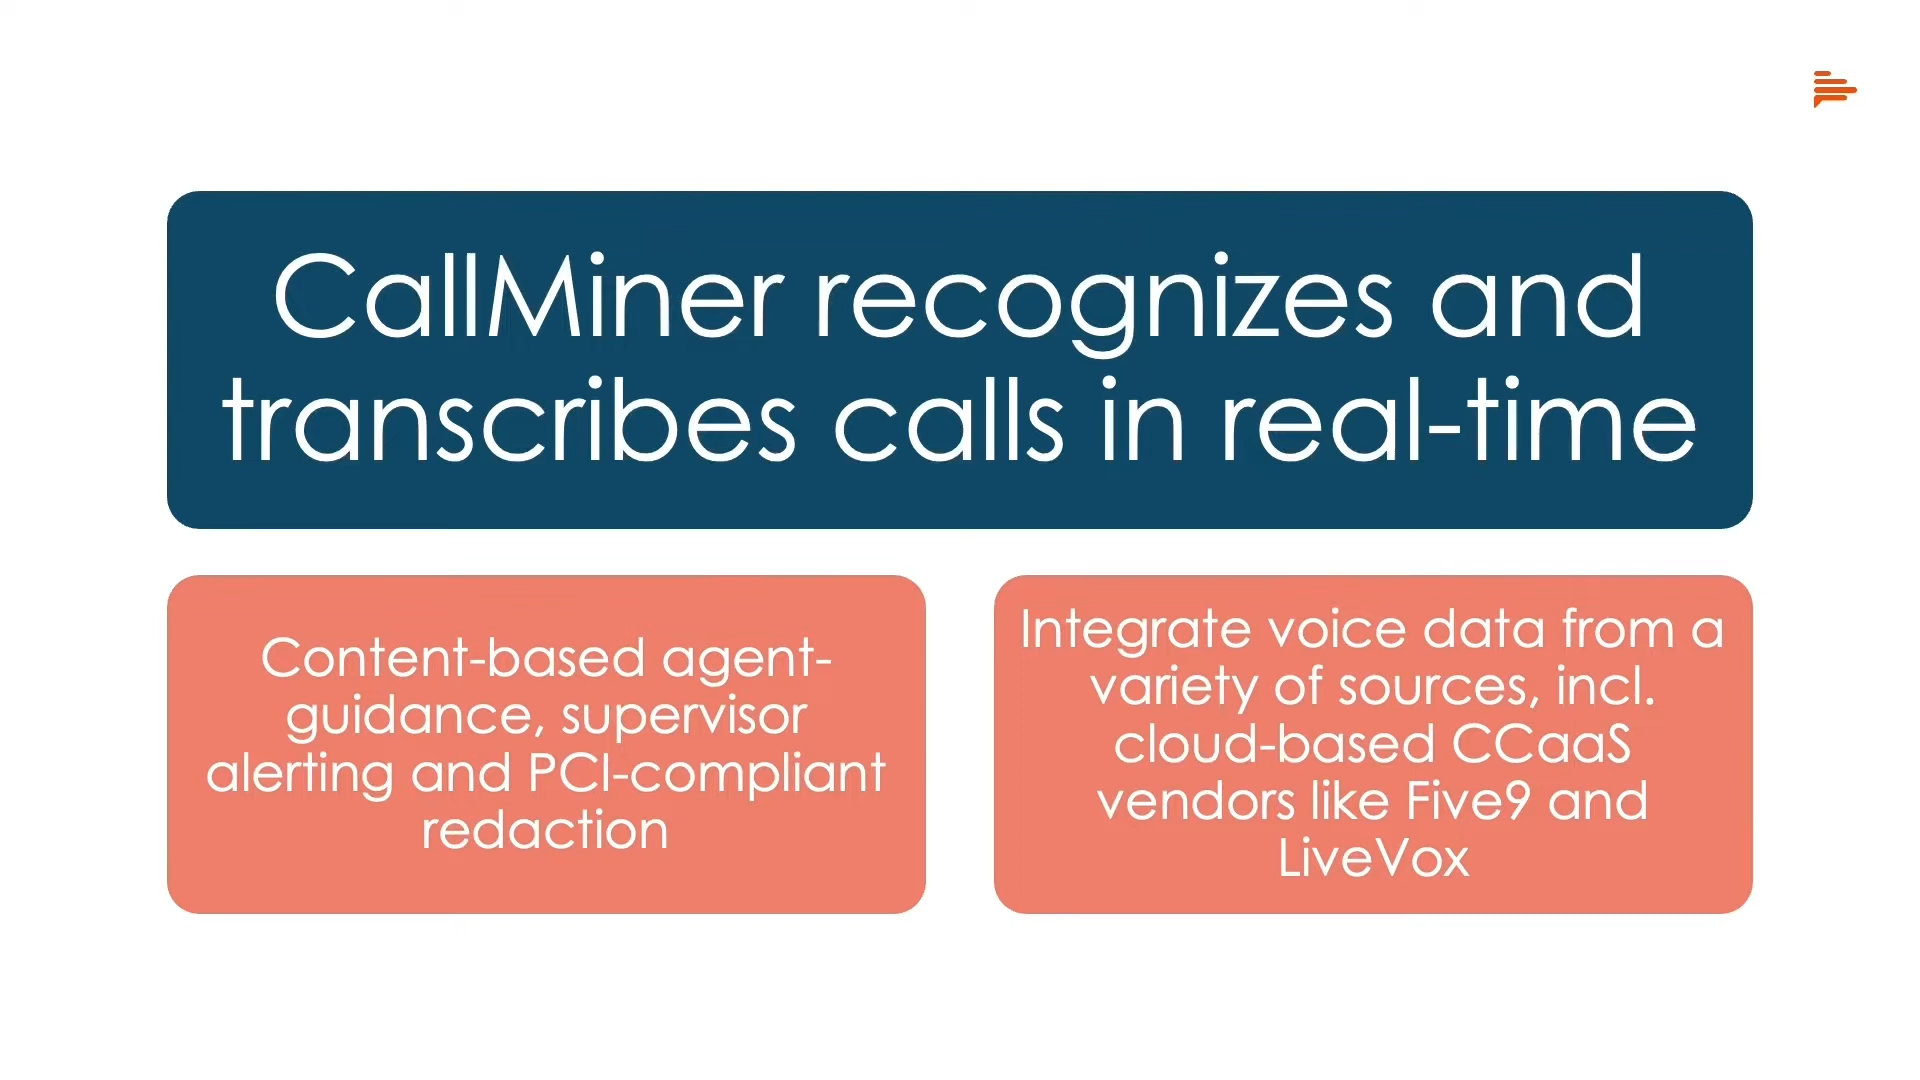 CallMiner recognizes and
transcribes calls in real-time
Content-based agent-
guidance, supervisor
alerting and PCI-compliant
redaction
Integrate voice data from a
variety of sources, incl.
cloud-based CCaaS
vendors like Five9 and
LiveVox